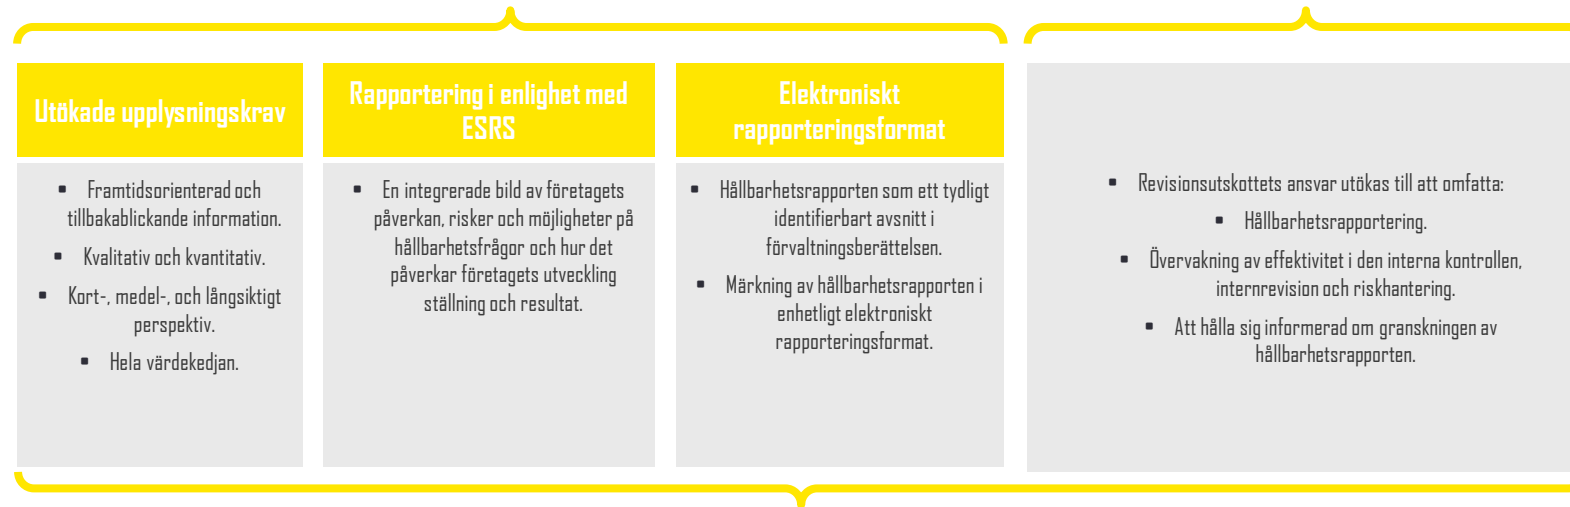 Utökade upplysningskrav
▪ Framtidsorienterad och
tillbakablickande information.
▪ Kvalitativ och kvantitativ.
▪ Kort-, medel-, och långsiktigt
perspektiv.
▪ Hela värdekedjan.
Rapportering i enlighet med
ESRS
▪ En integrerade bild av företagets
påverkan, risker och möjligheter på
hållbarhetsfrågor och hur det
påverkar företagets utveckling
ställning och resultat.
Elektroniskt
rapporteringsformat
▪ Hållbarhetsrapporten som ett tydligt
identifierbart avsnitt i
förvaltningsberättelsen.
▪ Märkning av hållbarhetsrapporten i
enhetligt elektroniskt
rapporteringsformat.
▪ Revisionsutskottets ansvar utökas till att omfatta:
▪ Hållbarhetsrapportering.
▪ Övervakning av effektivitet i den interna kontrollen,
internrevision och riskhantering.
▪ Att hålla sig informerad om granskningen av
hållbarhetsrapporten.